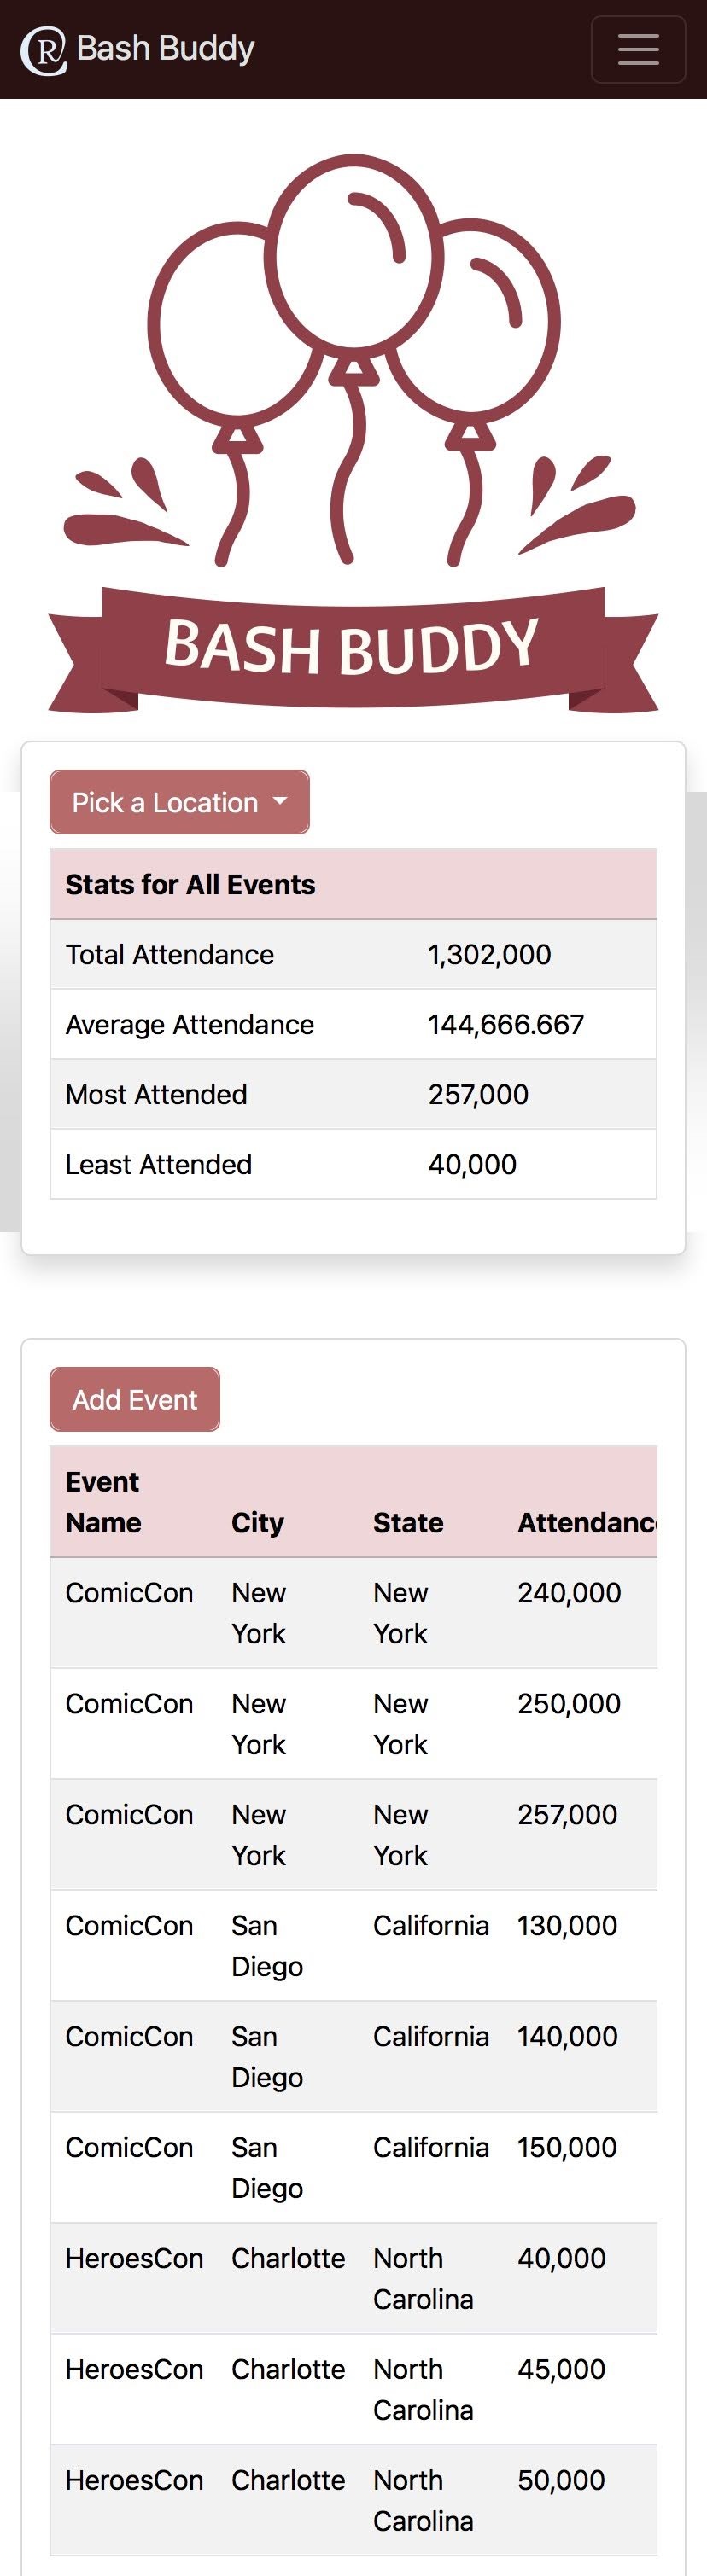 CR Bash Buddy
BASH BUDDY
Pick a Location
Stats for All Events
Total Attendance 1,302,000
Average Attendance 144,666.667
Most Attended 257,000
Least Attended 40,000
Add Event
Event
Name City State Attendanc
ComicCon New New 240,000
York York
ComicCon New New 250,000
York York
ComicCon New New 257,000
York York
ComicCon San California 130,000
Diego
ComicCon San California 140,000
Diego
ComicCon San California 150,000
Diego
HeroesCon Charlotte North 40,000
Carolina
HeroesCon Charlotte North 45,000
Carolina
HeroesCon Charlotte North 50,000
Carolina